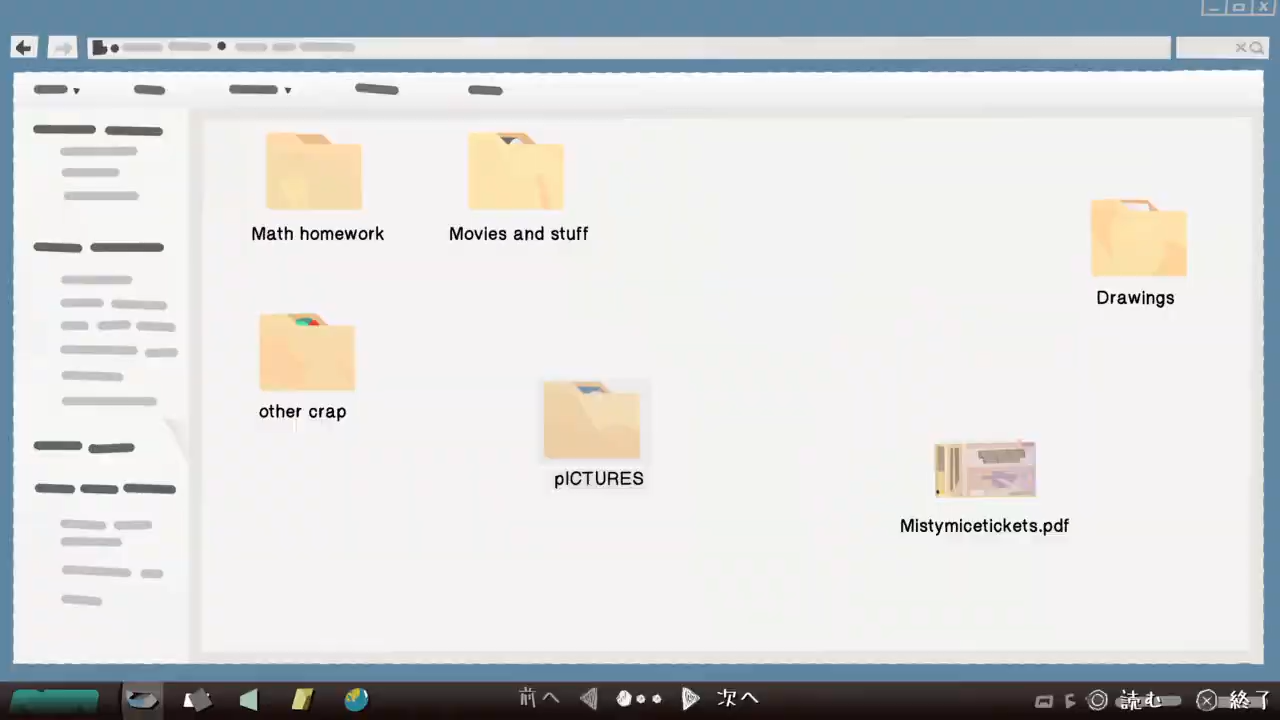 Math homework
Movies and stuff
Drawings
other crap
pICTURES
Mistymicetickets.pdf
前へ
次へ
読む
終了